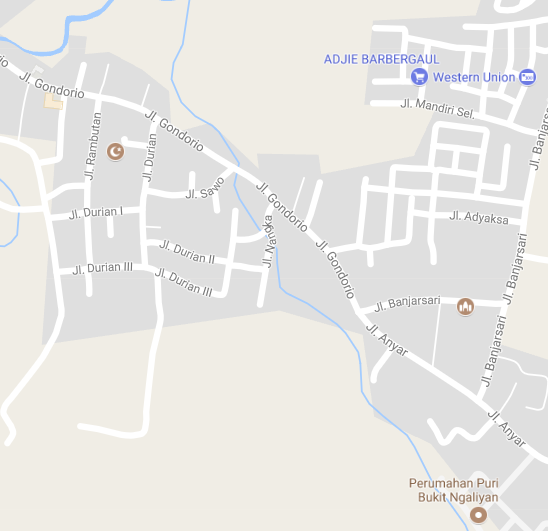 ADJIE BARBERGAUL
Western Union
io
Jl. Gondorio
Jl. Mandiri Sel.
Jl. Gondorio
Jl. Banjarsa
Jl. Rambutan
Jl. Durian
Jl. Sawo
Jl. Gondorio
Jl. Durian I
Jl. Adyaksa
Jl. Nangka
Jl. Gondorio
Jl. Durian II
Jl. Banjarsari
Jl. Durian III
Jl. Durian III
Jl. Banjarsari
Jl. Anyar
Jl. Banjarsari
Jl. Anyar
Perumahan Puri
Bukit Ngaliyan